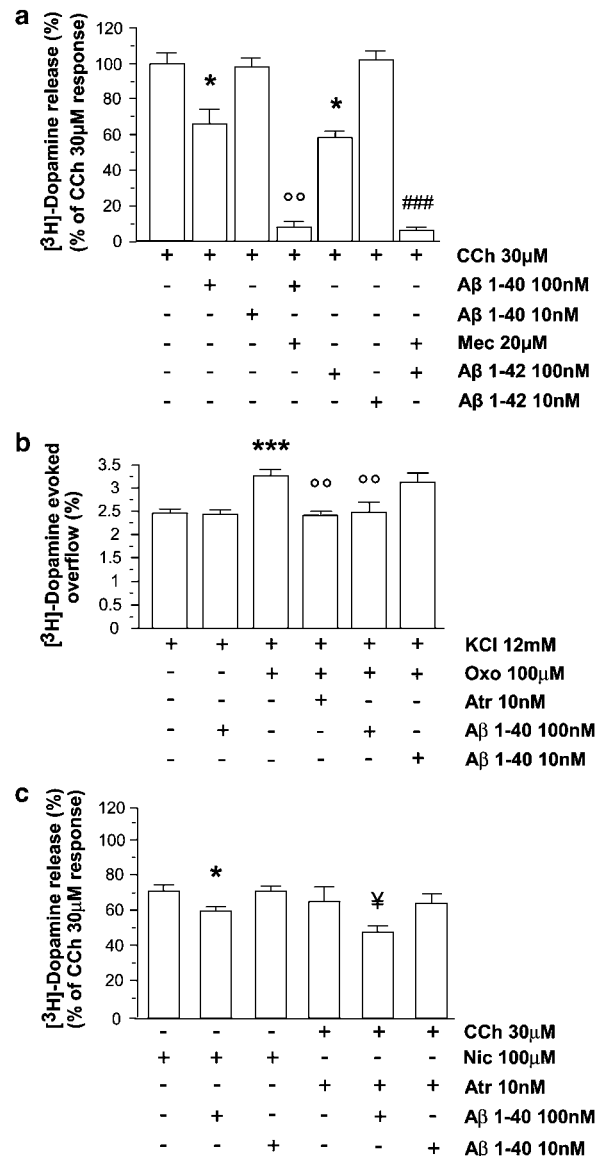 a
[³H]-Dopamine release (%)
(% of CCh 30μM response)
120
100
80
60
40
20
0
*
°°
*
###
+ + + + + + + CCh 30μM
- + - + - - - Aβ 1-40 100nM
- - + - - - - Aβ 1-40 10nM
- - - + - - + Mec 20μM
- - - - + - + Aβ 1-42 100nM
- - - - - + - Aβ 1-42 10nM
b
[³H]-Dopamine evoked
overflow (%)
3.5
3
2.5
2
1.5
1
0.5
0
***
°°
°°
+ + + + + + KCl 12mM
- - + + + + Oxo 100μM
- - - + - - Atr 10nM
- + - - + - Aβ 1-40 100nM
- - - - - + Aβ 1-40 10nM
c
[³H]-Dopamine release (%)
(% of CCh 30μM response)
120
100
80
60
40
20
0
*
¥
- - - + + + CCh 30μM
+ + + - - - Nic 100μM
- - - + + + Atr 10nM
- + - - + - Aβ 1-40 100nM
- - + - - + Aβ 1-40 10nM